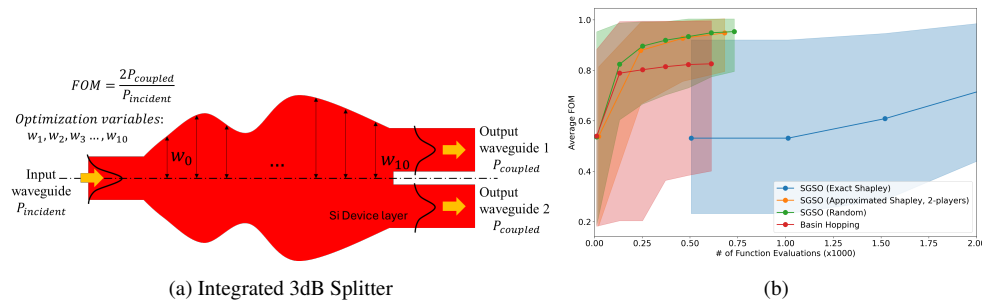 FOM = 2P_coupled / P_incident
Optimization variables:
w_1, w_2, w_3 ..., w_10
w_0
...
w_10
Input
waveguide
P_incident
Output
waveguide 1
P_coupled
Output
waveguide 2
P_coupled
Si Device layer
(a) Integrated 3dB Splitter
(b)
Average FOM
1.0
0.8
0.6
0.4
0.2
SGSO (Exact Shapley)
SGSO (Approximated Shapley, 2-players)
SGSO (Random)
Basin Hopping
0.00 0.25 0.50 0.75 1.00 1.25 1.50 1.75 2.00
# of Function Evaluations (x1000)
(b)